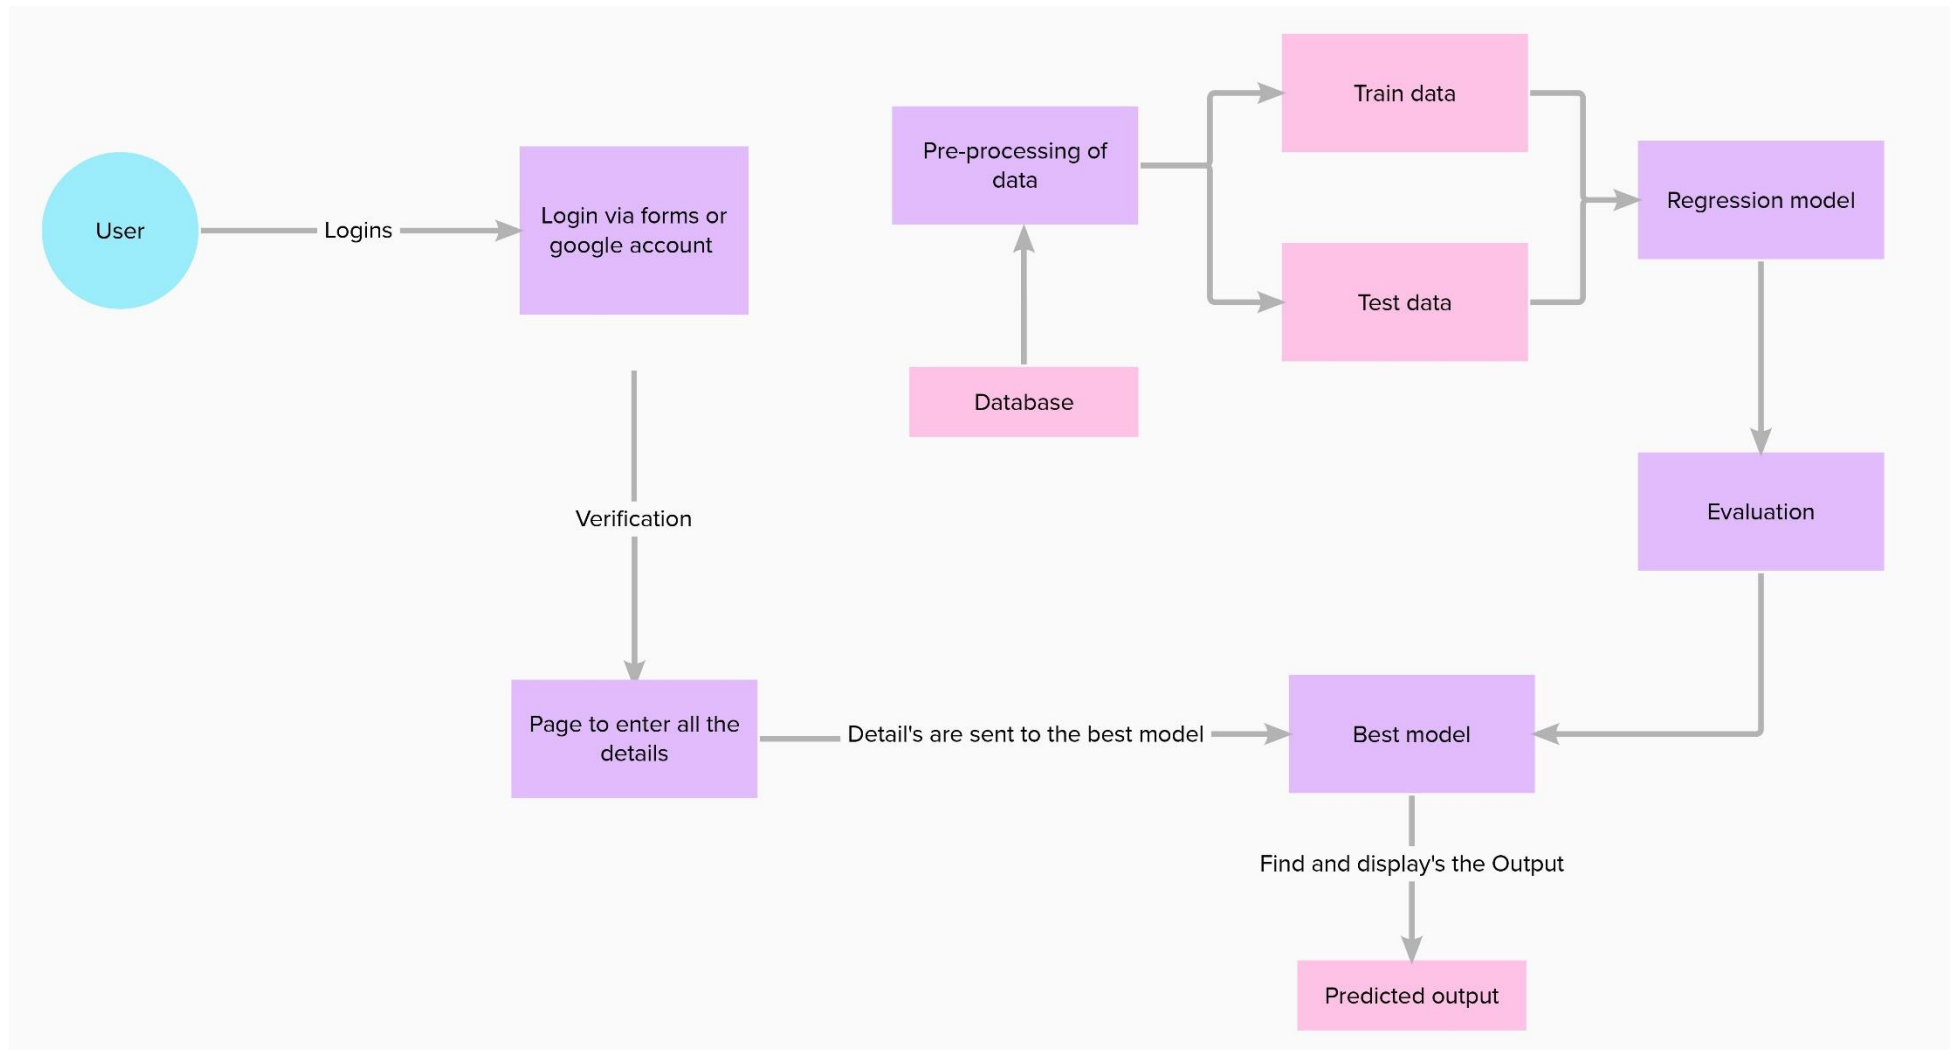 User
Logins
Login via forms or
google account
Verification
Page to enter all the
details
Detail's are sent to the best model
Database
Pre-processing of
data
Train data
Test data
Regression model
Evaluation
Best model
Find and display's the Output
Predicted output